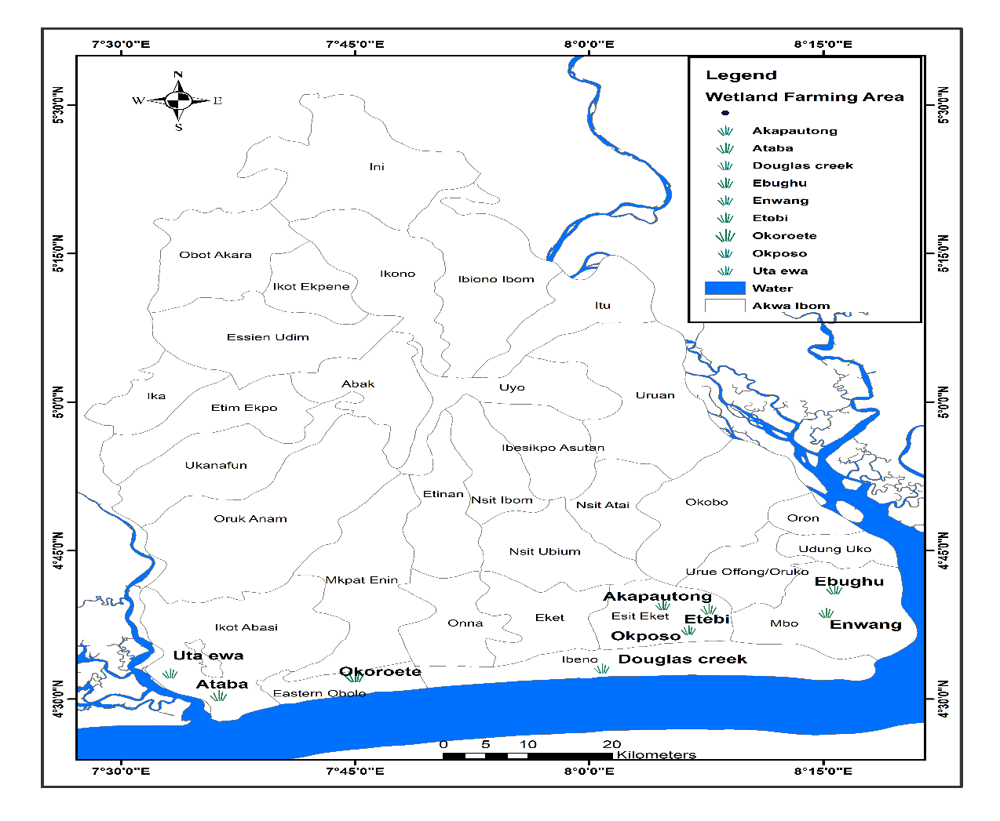 7°30'0"E 7°45'0"E 8°0'0"E 8°15'0"E
5°30'0"N
5°15'0"N
5°0'0"N
4°45'0"N
4°30'0"N
5°30'0"N
5°15'0"N
5°0'0"N
4°45'0"N
4°30'0"N
N
W E
S
Legend
Wetland Farming Area
Akapautong
Ataba
Douglas creek
Ebughu
Enwang
Etebi
Okoroete
Okposo
Uta ewa
Water
Akwa Ibom
Ini
Obot Akara
Ikot Ekpene
Ikono
Ibiono Ibom
Itu
Essien Udim
Ika
Etim Ekpo
Abak
Uyo
Uruan
Ukanafun
Ibesikpo Asutan
Etinan
Nsit Ibom
Nsit Atai
Okobo
Oron
Oruk Anam
Nsit Ubium
Udung Uko
Urue Offong/Oruko
Mkpat Enin
Ebughu
Akapautong
Esit Eket
Etebi
Eket
Onna
Mbo
Enwang
Ikot Abasi
Okposo
Uta ewa
Ibeno
Douglas creek
Okoroete
Ataba
Eastern Obolo
0 5 10 20
Kilometers
7°30'0"E 7°45'0"E 8°0'0"E 8°15'0"E